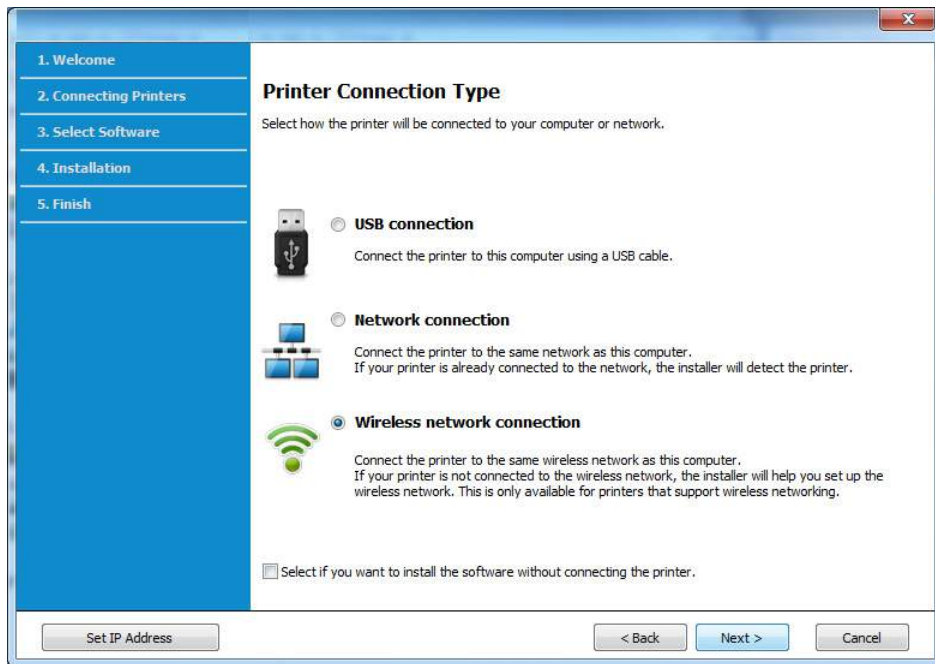 1. Welcome
2. Connecting Printers
3. Select Software
4. Installation
5. Finish
Printer Connection Type
Select how the printer will be connected to your computer or network.
USB connection
Connect the printer to this computer using a USB cable.
Network connection
Connect the printer to the same network as this computer.
If your printer is already connected to the network, the installer will detect the printer.
Wireless network connection
Connect the printer to the same wireless network as this computer.
If your printer is not connected to the wireless network, the installer will help you set up the
wireless network. This is only available for printers that support wireless networking.
Select if you want to install the software without connecting the printer.
Set IP Address
< Back
Next >
Cancel